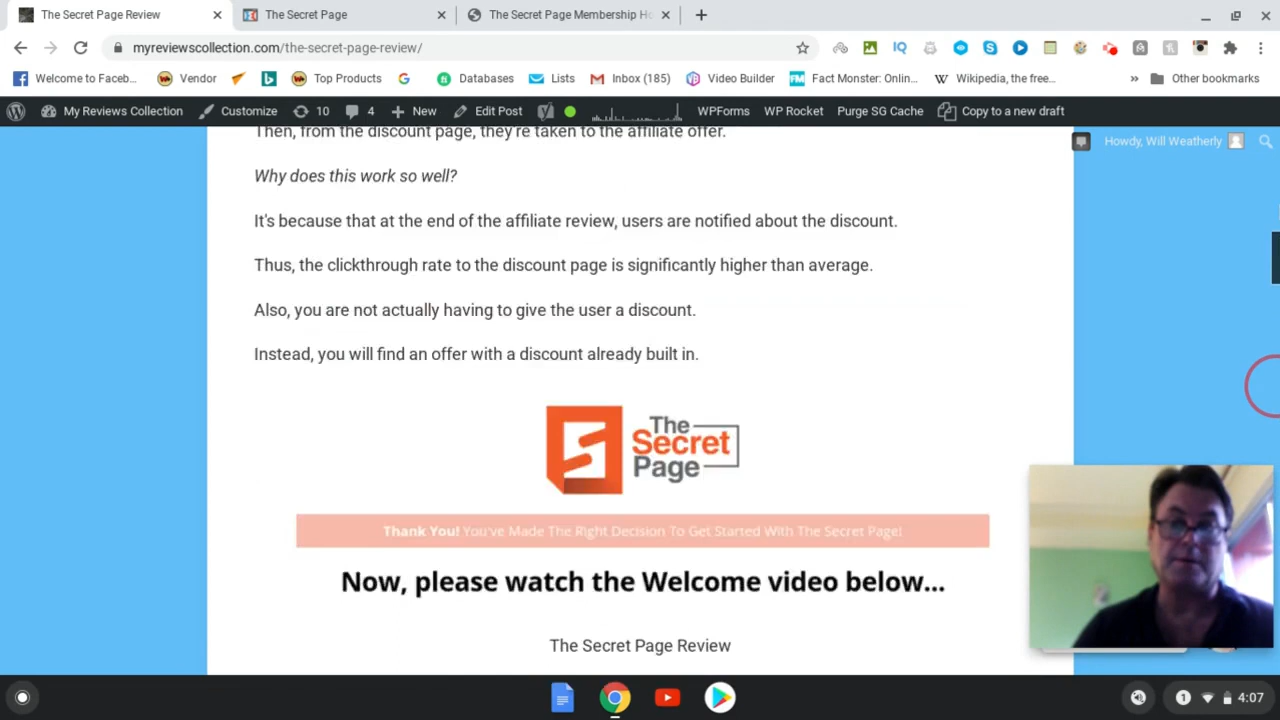 The Secret Page Review
The Secret Page
The Secret Page Membership Ho
myreviewscollection.com/the-secret-page-review/
Welcome to Faceb...
Vendor
Top Products
Databases
Lists
Inbox (185)
Video Builder
Fact Monster: Onlin...
Wikipedia, the free...
Other bookmarks
My Reviews Collection
Customize
10
4
New
Edit Post
WPForms
WP Rocket
Purge SG Cache
Copy to a new draft
Howdy, Will Weatherly
Then, from the discount page, they're taken to the affiliate offer.
Why does this work so well?
It's because that at the end of the affiliate review, users are notified about the discount.
Thus, the clickthrough rate to the discount page is significantly higher than average.
Also, you are not actually having to give the user a discount.
Instead, you will find an offer with a discount already built in.
The
Secret
Page
Thank You! You've Made The Right Decision To Get Started With The Secret Page!
Now, please watch the Welcome video below...
The Secret Page Review
1
4:07